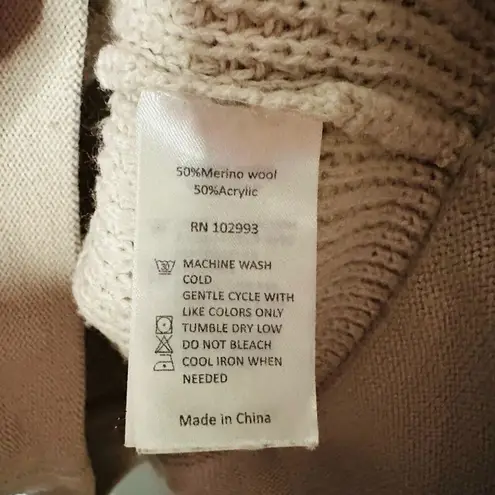 50%Merino wool
50%Acrylic
RN 102993
30
MACHINE WASH
COLD
GENTLE CYCLE WITH
LIKE COLORS ONLY
TUMBLE DRY LOW
DO NOT BLEACH
COOL IRON WHEN
NEEDED
Made in China